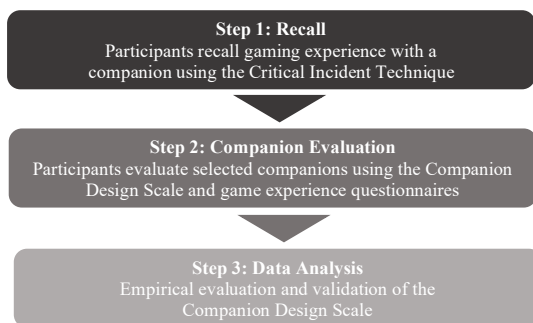 Step 1: Recall
Participants recall gaming experience with a
companion using the Critical Incident Technique
Step 2: Companion Evaluation
Participants evaluate selected companions using the Companion
Design Scale and game experience questionnaires
Step 3: Data Analysis
Empirical evaluation and validation of the
Companion Design Scale